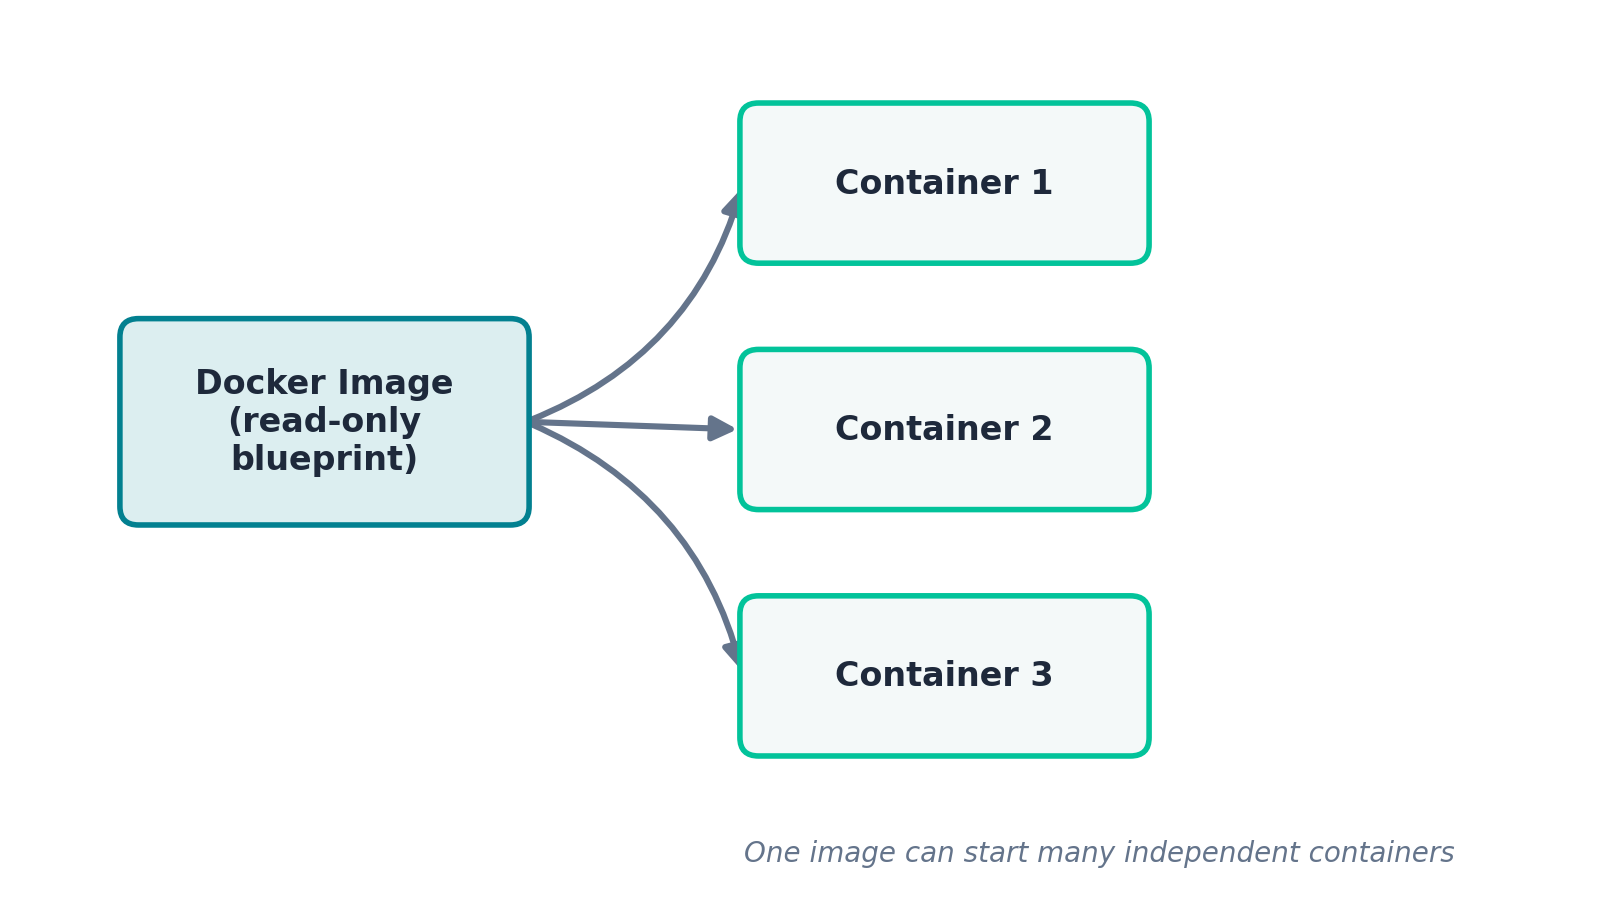 Docker Image
(read-only
blueprint)
Container 1
Container 2
Container 3
One image can start many independent containers